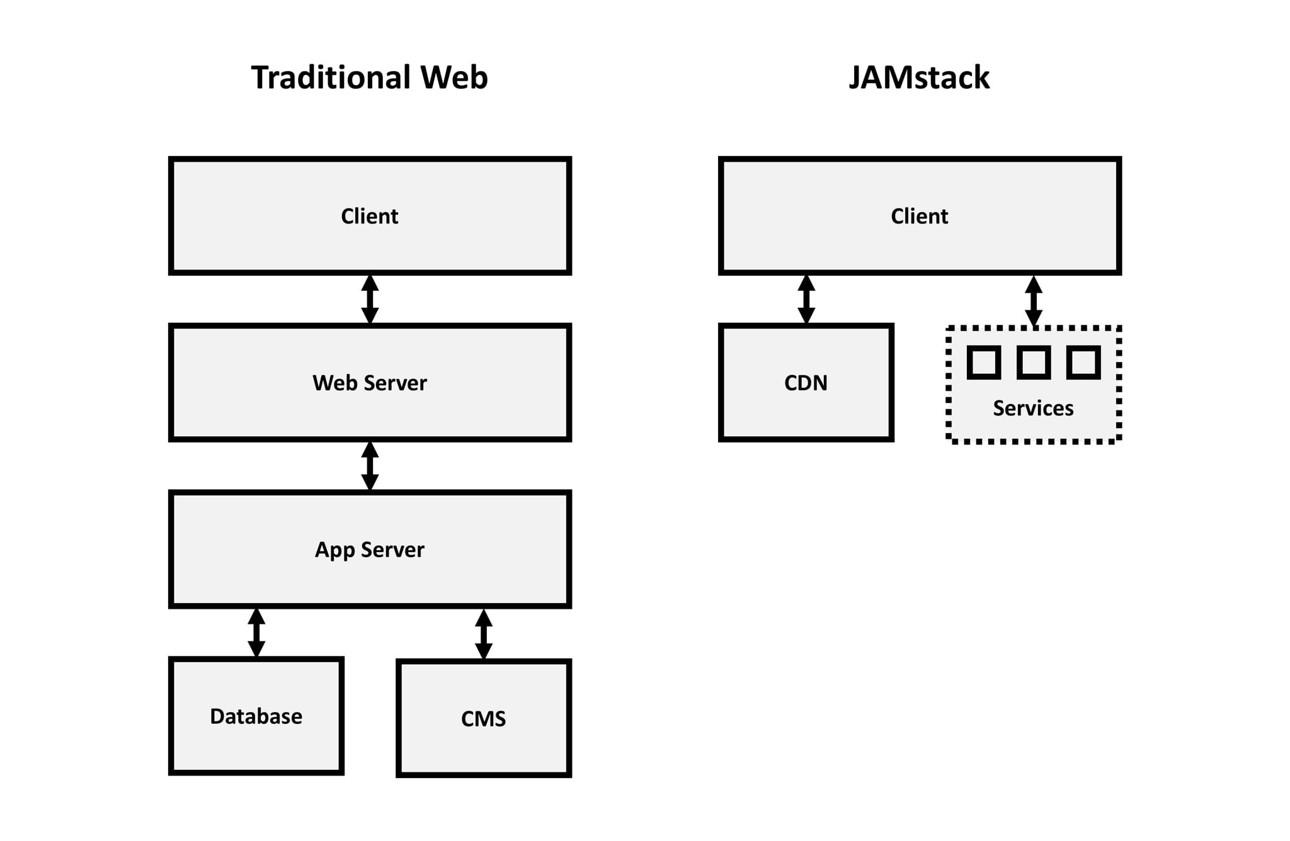 Traditional Web
Client
Web Server
App Server
Database
CMS
JAMstack
Client
CDN
Services